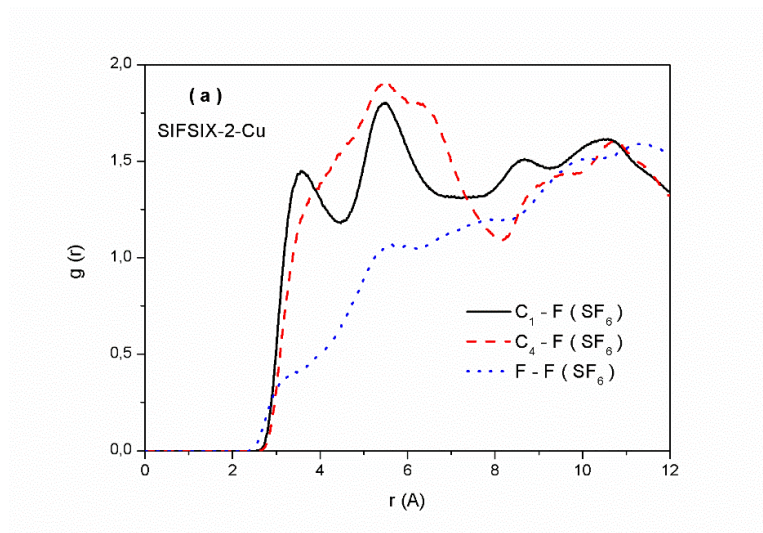 2,0
( a )
SIFSIX-2-Cu
1,5
g (r)
1,0
C₁ - F ( SF₆ )
C₄ - F ( SF₆ )
0,5
F - F ( SF₆ )
0,0
0 2 4 6 8 10 12
r (A)